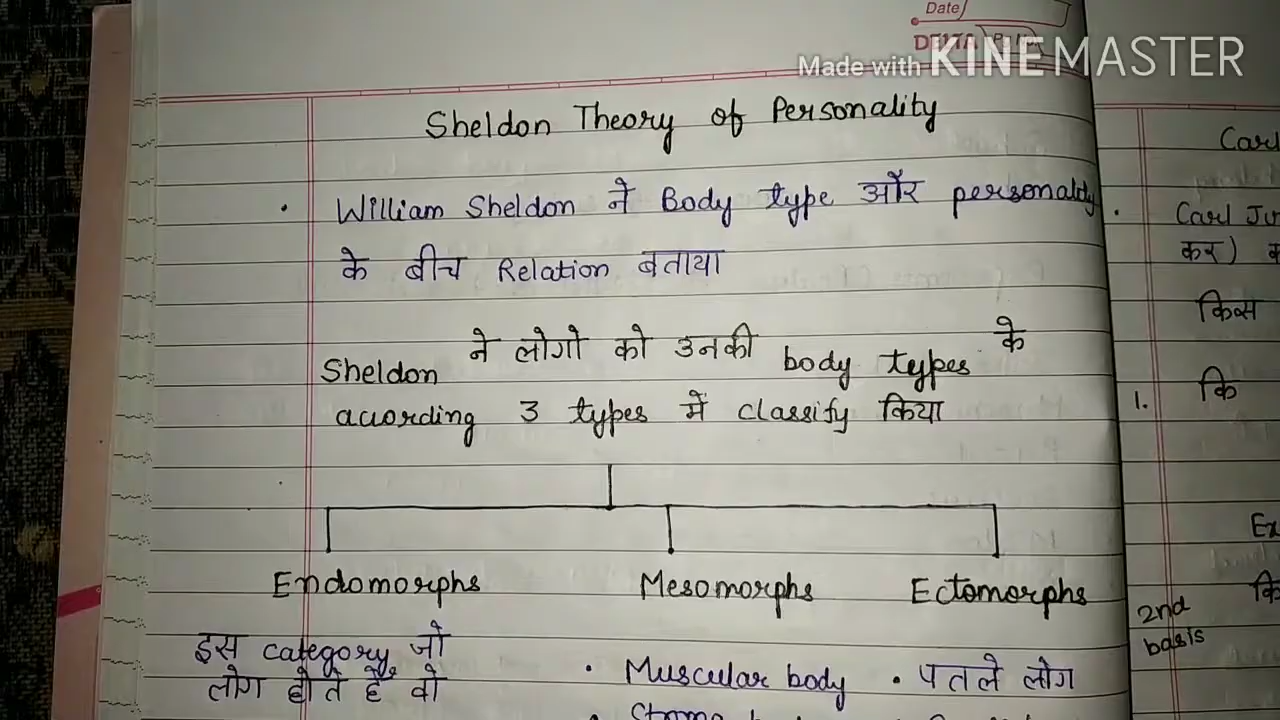 Date
Made with KINEMASTER
Sheldon Theory of Personality
• William Sheldon ने Body type और personality
के बीच Relation बताया
Sheldon ने लोगो को उनकी body types के
acuording 3 types में classify किया
Endomorphs Mesomorphs Ectomorphs
इस category जो
लोग होते है, वो
• Muscular body
• पतले लोग
Carl
• Carl Ju
कर)
किस
1. कि
Ex
कि
2nd
basis